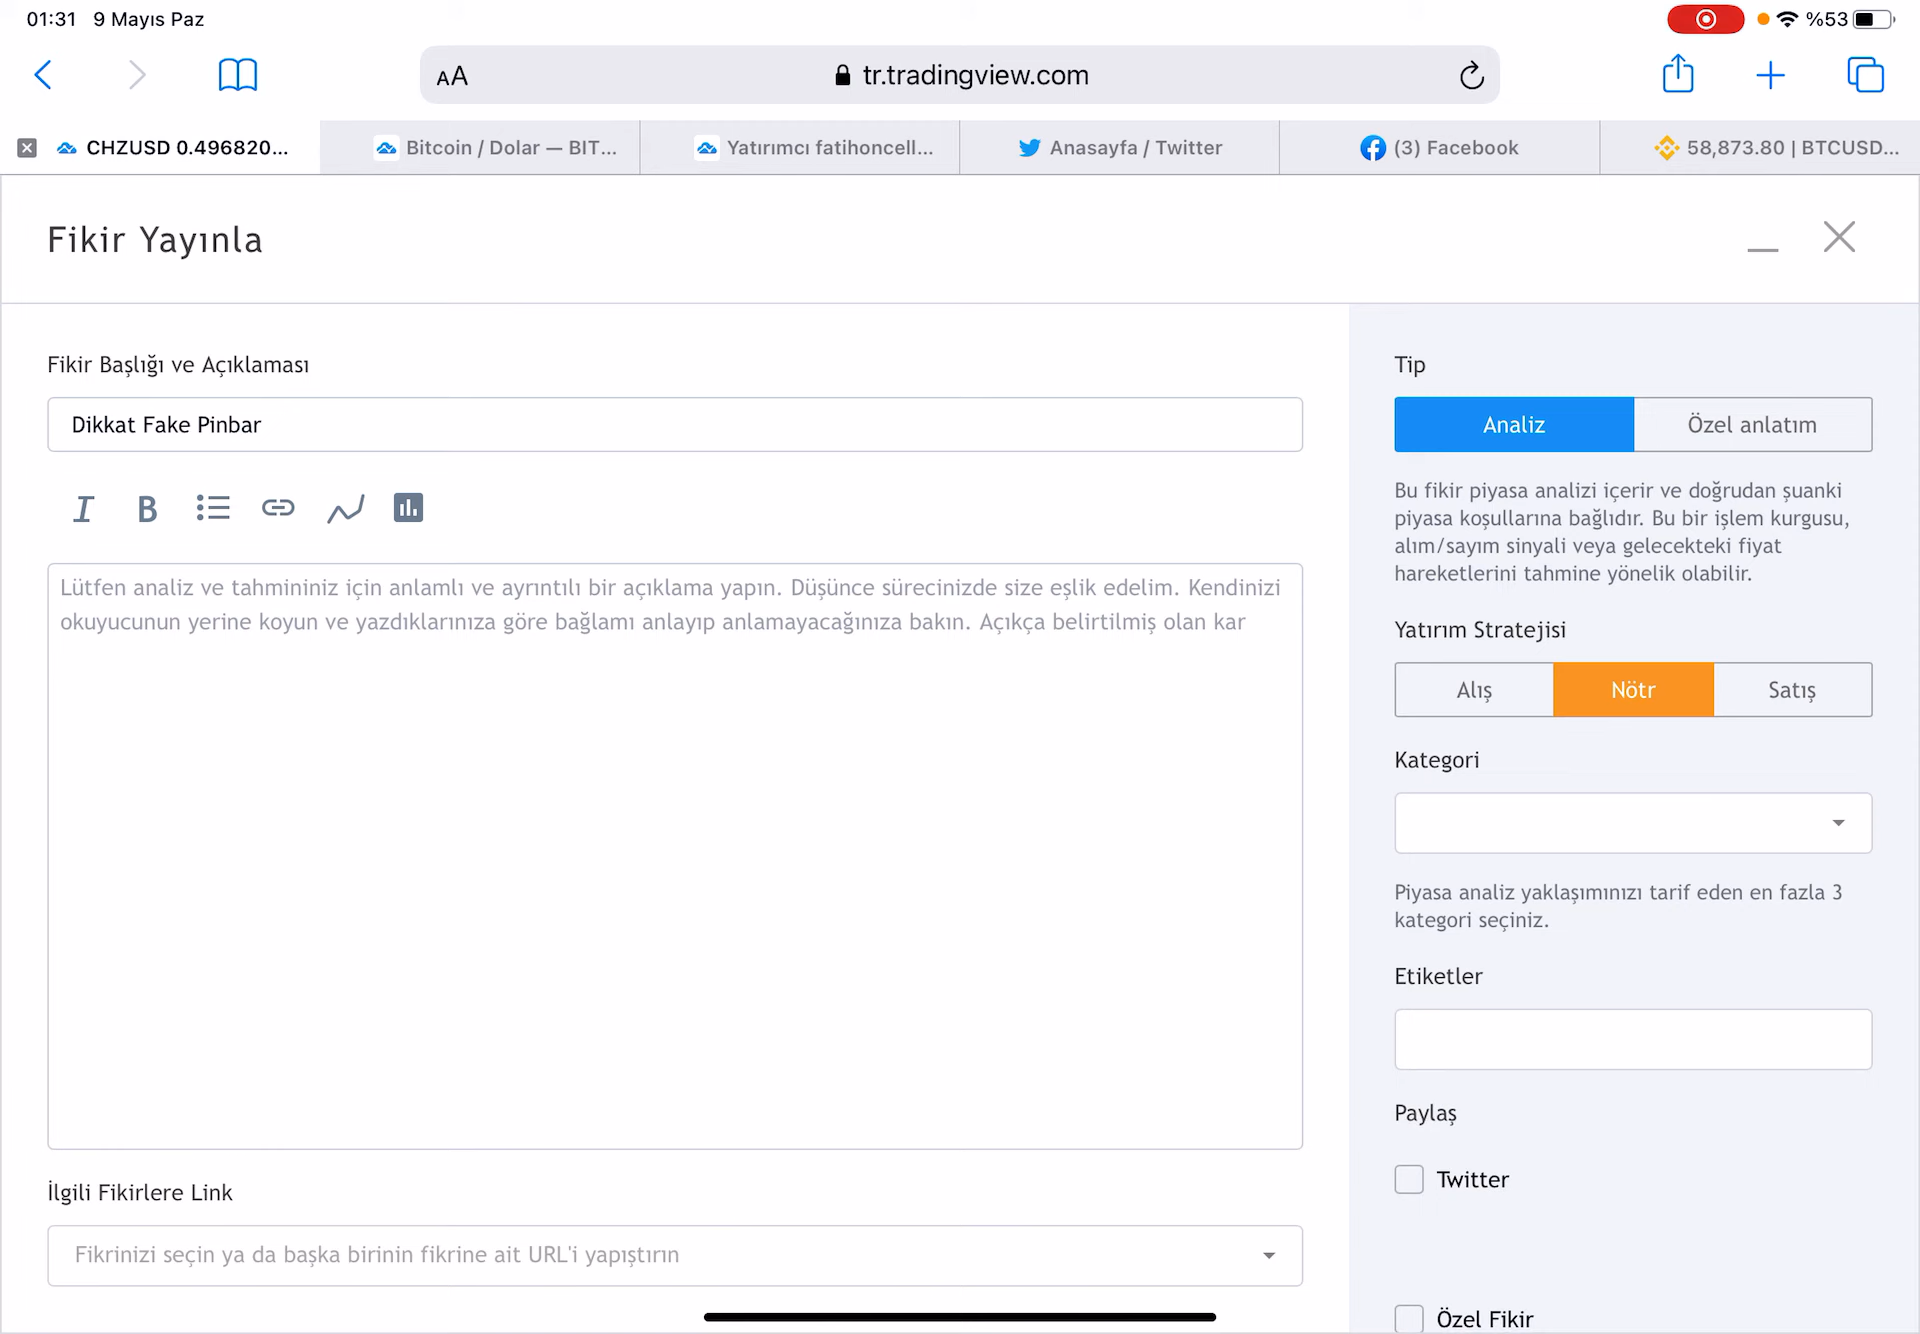 01:31 9 Mayıs Paz
%53
AA
tr.tradingview.com
CHZUSD 0.496820...
Bitcoin / Dolar — BIT...
Yatırımcı fatihoncell...
Anasayfa / Twitter
(3) Facebook
58,873.80 | BTCUSD...
Fikir Yayınla
Fikir Başlığı ve Açıklaması
Dikkat Fake Pinbar
I B
Lütfen analiz ve tahmininiz için anlamlı ve ayrıntılı bir açıklama yapın. Düşünce sürecinizde size eşlik edelim. Kendinizi
okuyucunun yerine koyun ve yazdıklarınıza göre bağlamı anlayıp anlamayacağınıza bakın. Açıkça belirtilmiş olan kar
İlgili Fikirlere Link
Fikrinizi seçin ya da başka birinin fikrine ait URL'i yapıştırın
Tip
Analiz
Özel anlatım
Bu fikir piyasa analizi içerir ve doğrudan şuanki
piyasa koşullarına bağlıdır. Bu bir işlem kurgusu,
alım/sayım sinyali veya gelecekteki fiyat
hareketlerini tahmine yönelik olabilir.
Yatırım Stratejisi
Alış
Nötr
Satış
Kategori
Piyasa analiz yaklaşımınızı tarif eden en fazla 3
kategori seçiniz.
Etiketler
Paylaş
Twitter
Özel Fikir